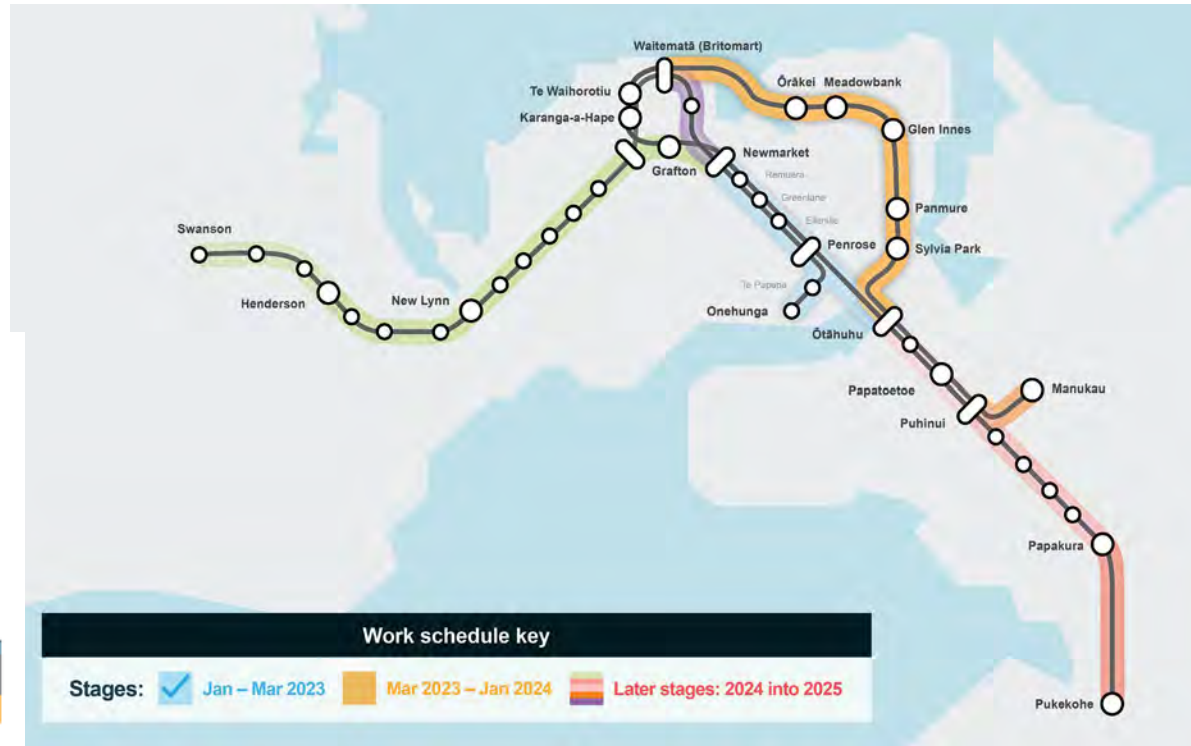 Waitematā (Britomart)
Te Waihorotiu
Karanga-a-Hape
Ōrākei
Meadowbank
Glen Innes
Grafton
Newmarket
Remuera
Greenlane
Ellerslie
Panmure
Penrose
Sylvia Park
Te Papapa
Onehunga
Ōtāhuhu
Swanson
Henderson
New Lynn
Papatoetoe
Manukau
Puhinui
Papakura
Pukekohe
Work schedule key
Stages: Jan – Mar 2023 Mar 2023 – Jan 2024 Later stages: 2024 into 2025